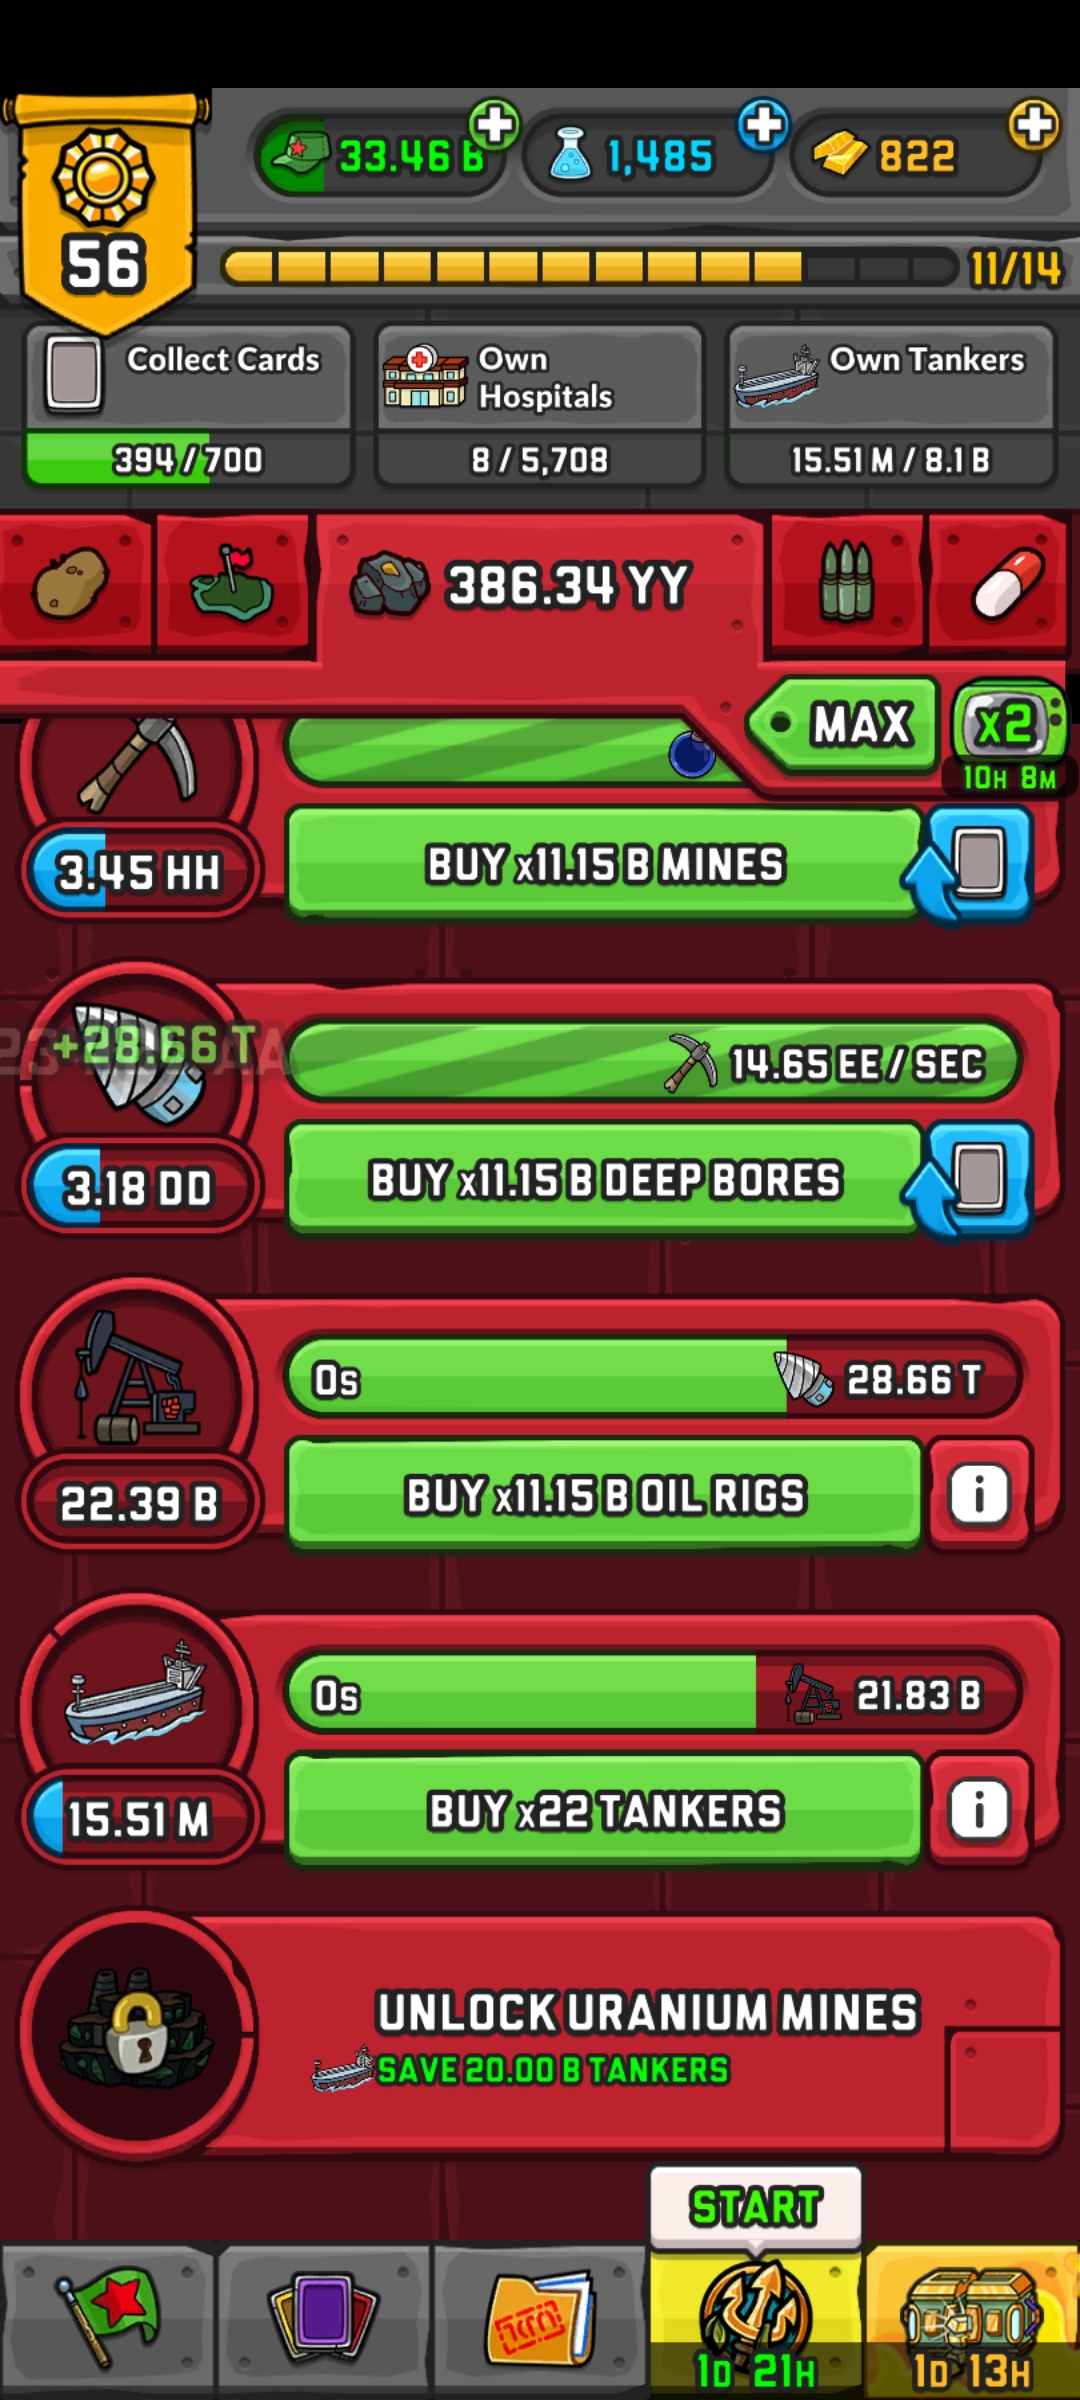 56
33.46 B
1,485
822
11/14
Collect Cards
394 / 700
Own
Hospitals
8 / 5,708
Own Tankers
15.51 M / 8.1 B
386.34 YY
MAX
X2
10H 8M
3.45 HH
BUY x11.15 B MINES
+28.66 T
14.65 EE / SEC
3.18 DD
BUY x11.15 B DEEP BORES
0s
28.66 T
22.39 B
BUY x11.15 B OIL RIGS
i
0s
21.83 B
15.51 M
BUY x22 TANKERS
i
UNLOCK URANIUM MINES
SAVE 20.00 B TANKERS
START
1D 21H
1D 13H